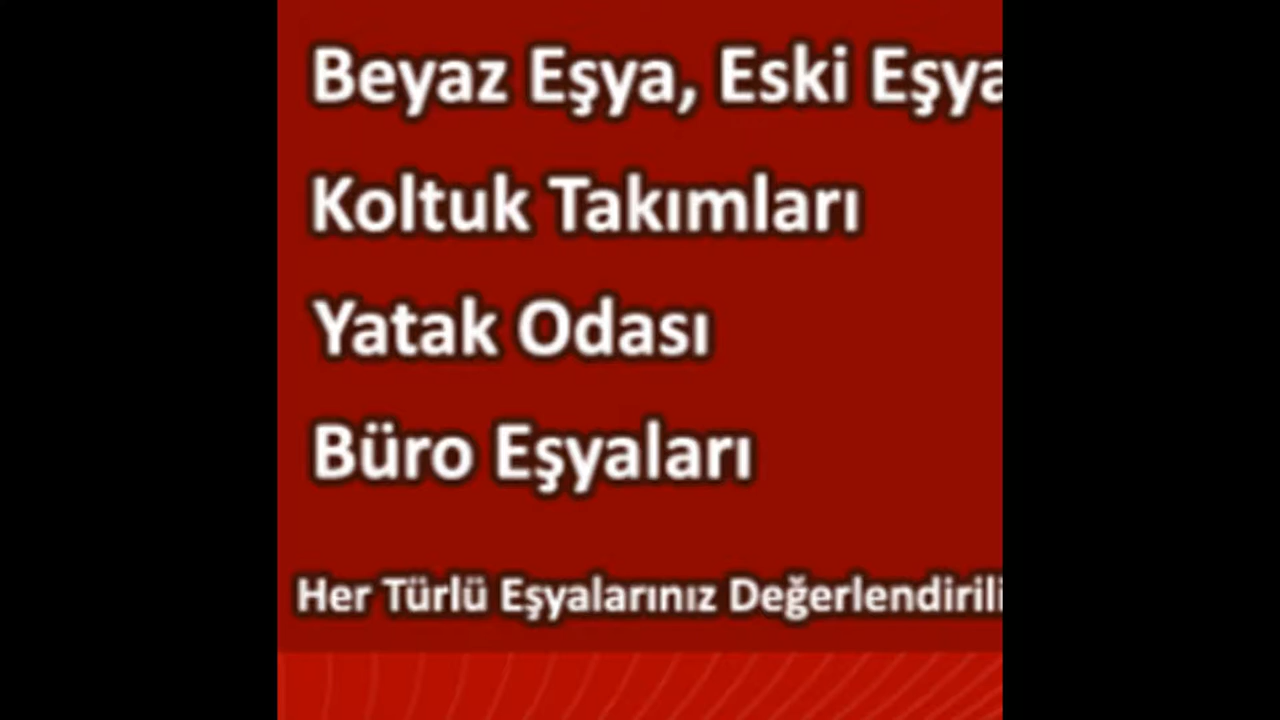 Beyaz Eşya, Eski Eşya
Koltuk Takımları
Yatak Odası
Büro Eşyaları
Her Türlü Eşyalarınız Değerlendirili